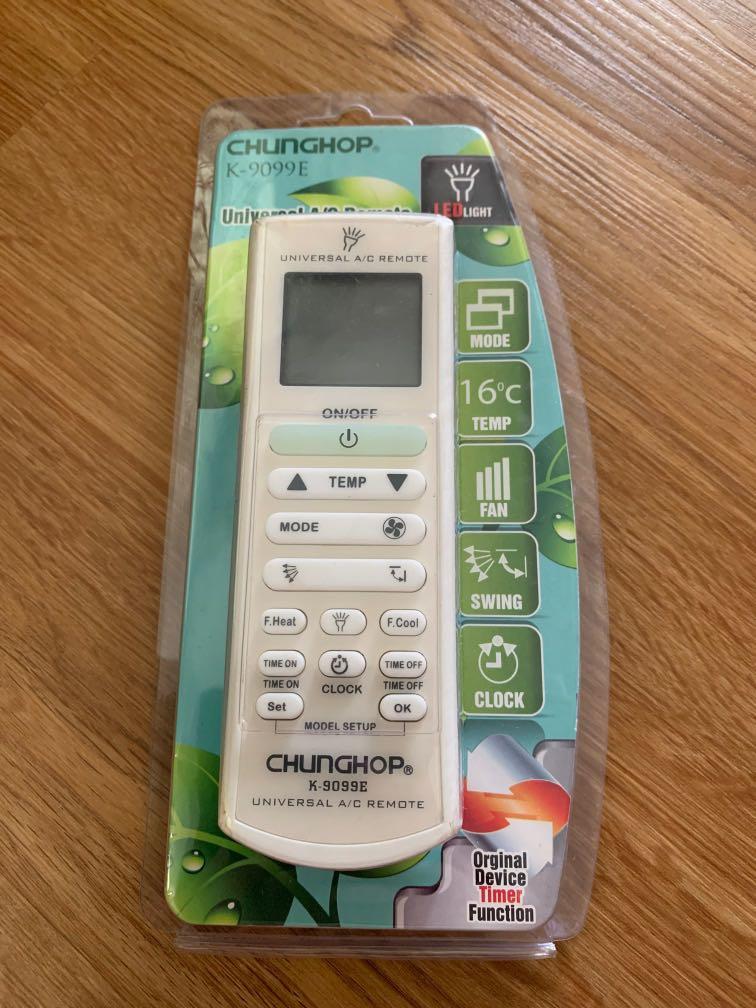 CHUNGHOP®
K-9099E
Universal A/C Remote
LED LIGHT
UNIVERSAL A/C REMOTE
MODE
16°c
TEMP
FAN
SWING
CLOCK
ON/OFF
TEMP
MODE
F.Heat
F.Cool
TIME ON
TIME OFF
TIME ON CLOCK TIME OFF
Set
OK
MODEL SETUP
CHUNGHOP®
K-9099E
UNIVERSAL A/C REMOTE
Orginal
Device
Timer
Function